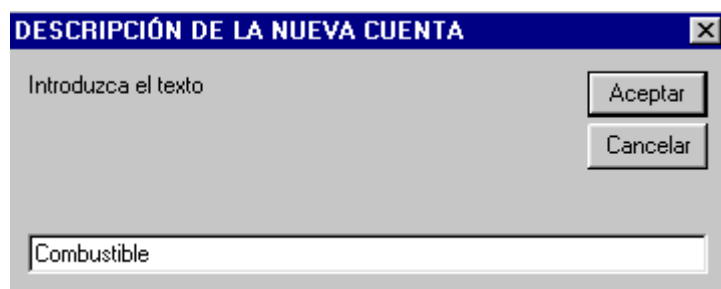 DESCRIPCIÓN DE LA NUEVA CUENTA
Introduzca el texto
Aceptar
Cancelar
Combustible